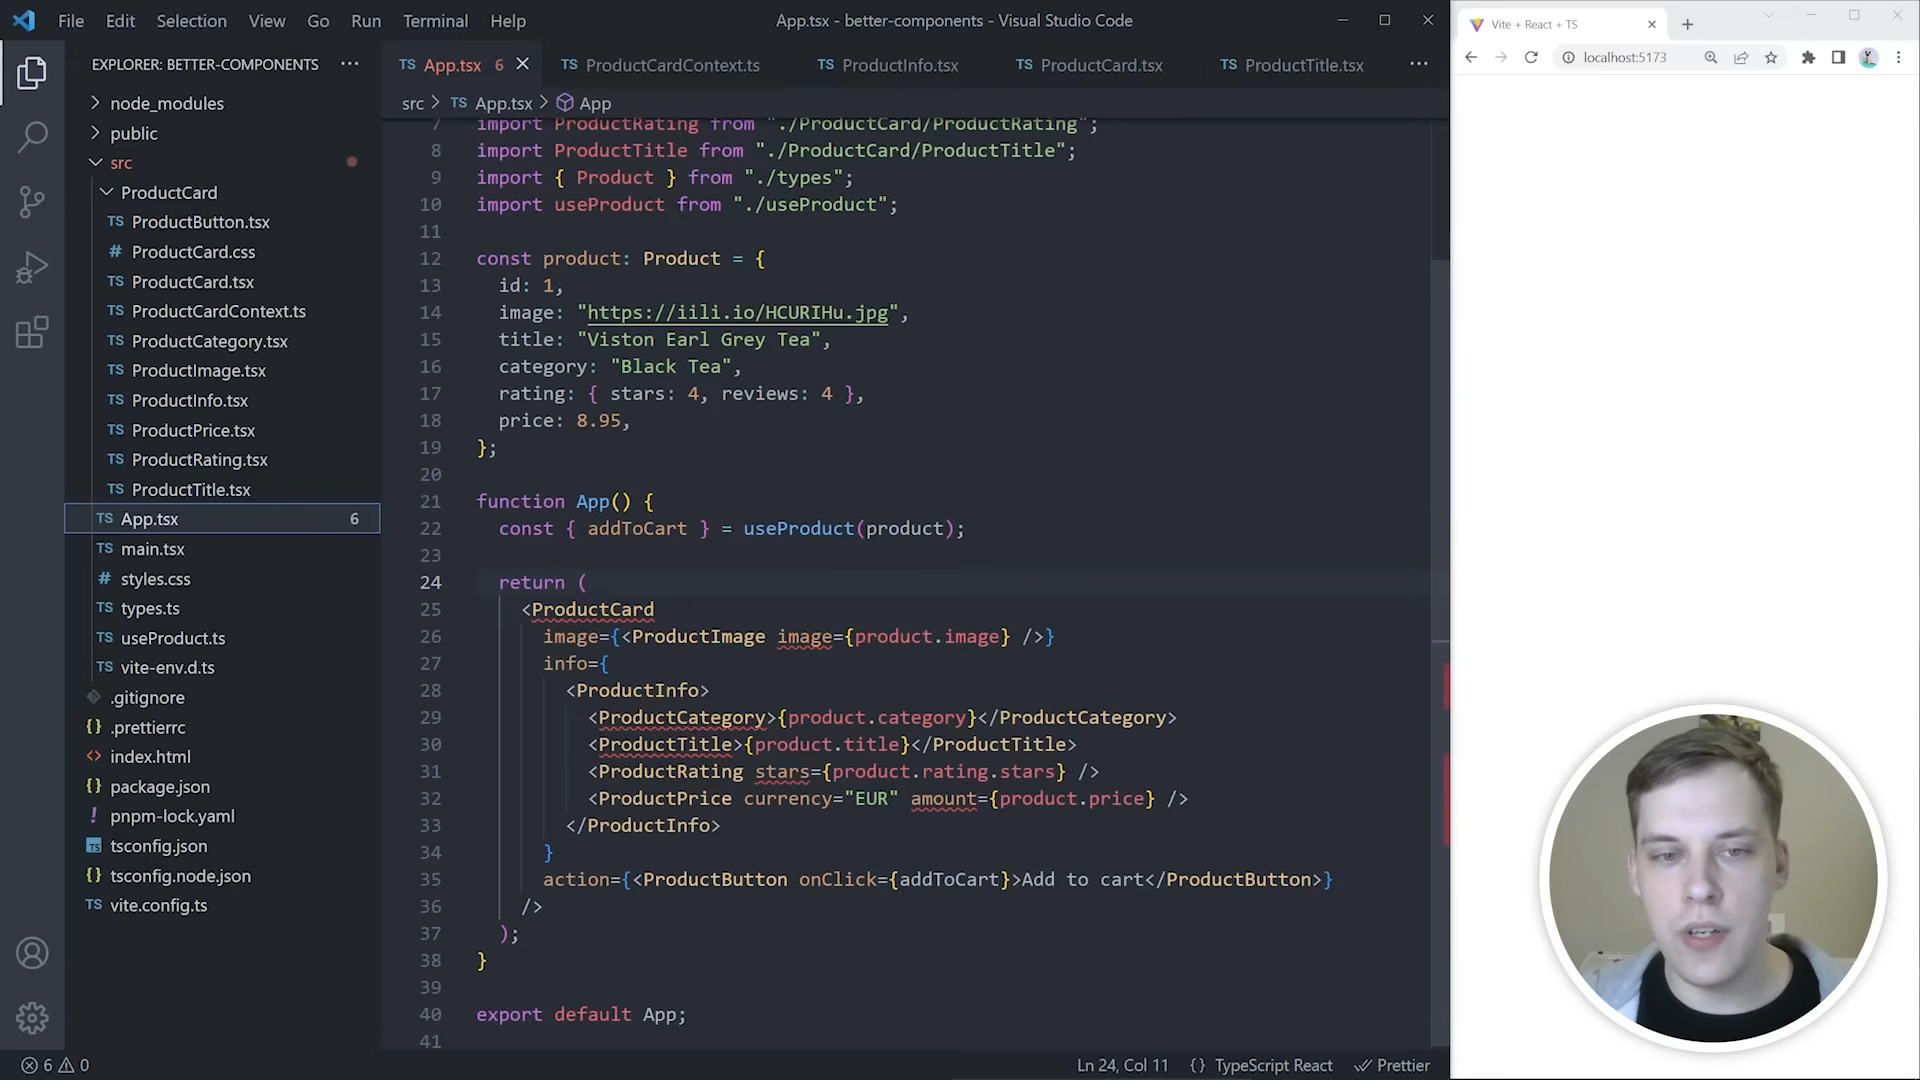 File Edit Selection View Go Run Terminal Help
App.tsx - better-components - Visual Studio Code
EXPLORER: BETTER-COMPONENTS
node_modules
public
src
ProductCard
TS ProductButton.tsx
# ProductCard.css
TS ProductCard.tsx
TS ProductCardContext.ts
TS ProductCategory.tsx
TS ProductImage.tsx
TS ProductInfo.tsx
TS ProductPrice.tsx
TS ProductRating.tsx
TS ProductTitle.tsx
TS App.tsx 6
TS main.tsx
# styles.css
TS types.ts
TS useProduct.ts
TS vite-env.d.ts
.gitignore
{} .prettierrc
<> index.html
{} package.json
! pnpm-lock.yaml
TS tsconfig.json
{} tsconfig.node.json
TS vite.config.ts
TS App.tsx 6
TS ProductCardContext.ts
TS ProductInfo.tsx
TS ProductCard.tsx
TS ProductTitle.tsx
src > TS App.tsx > App
7 import ProductRating from "./ProductCard/ProductRating";
8 import ProductTitle from "./ProductCard/ProductTitle";
9 import { Product } from "./types";
10 import useProduct from "./useProduct";
11
12 const product: Product = {
13 id: 1,
14 image: "https://iili.io/HCURIHu.jpg",
15 title: "Viston Earl Grey Tea",
16 category: "Black Tea",
17 rating: { stars: 4, reviews: 4 },
18 price: 8.95,
19 };
20
21 function App() {
22 const { addToCart } = useProduct(product);
23
24 return (
25 <ProductCard
26 image={<ProductImage image={product.image} />}
27 info={
28 <ProductInfo>
29 <ProductCategory>{product.category}</ProductCategory>
30 <ProductTitle>{product.title}</ProductTitle>
31 <ProductRating stars={product.rating.stars} />
32 <ProductPrice currency="EUR" amount={product.price} />
33 </ProductInfo>
34 }
35 action={<ProductButton onClick={addToCart}>Add to cart</ProductButton>}
36 />
37 );
38 }
39
40 export default App;
41
6 0
Ln 24, Col 11 {} TypeScript React Prettier
Vite + React + TS
localhost:5173